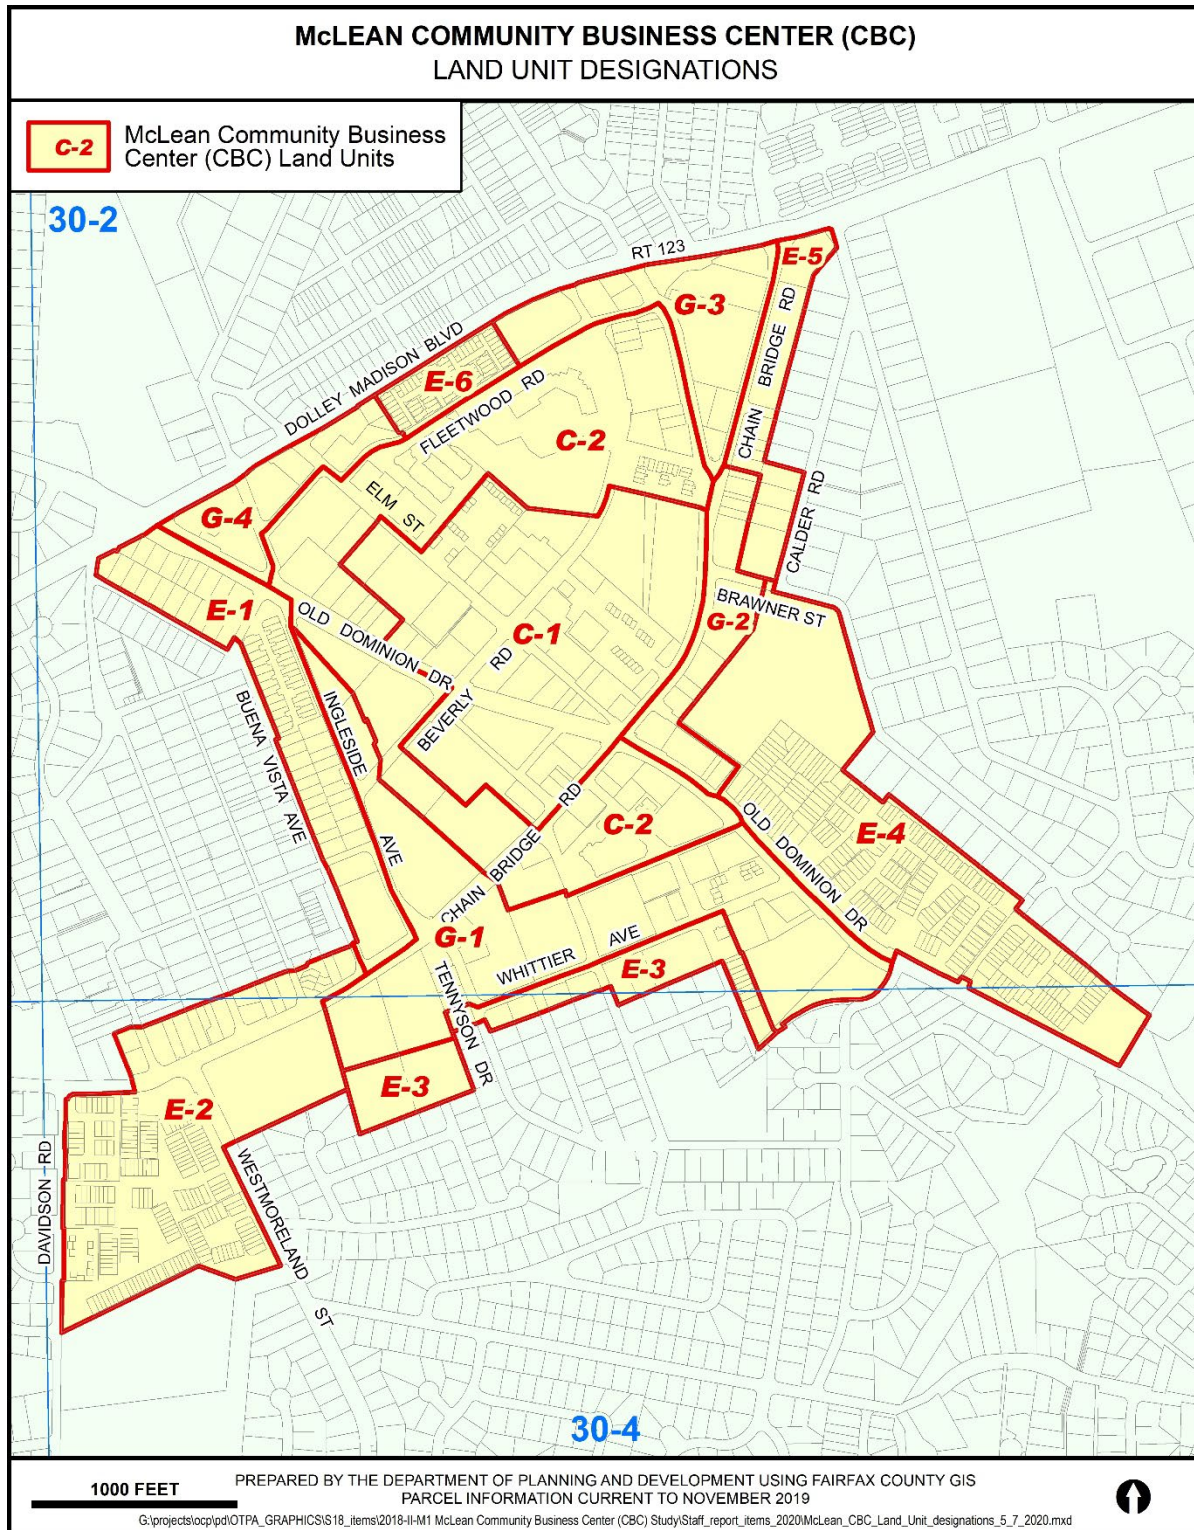 McLEAN COMMUNITY BUSINESS CENTER (CBC)
LAND UNIT DESIGNATIONS
C-2
McLean Community Business
Center (CBC) Land Units
30-2
RT 123
E-5
G-3
DOLLEY MADISON BLVD
E-6
FLEETWOOD RD
CHAIN BRIDGE RD
C-2
ELM ST
G-4
CALDER RD
E-1
OLD DOMINION DR
C-1
BRAWNER ST
G-2
BEVERLY RD
INGLESIDE AVE
BUENA VISTA AVE
C-2
CHAIN BRIDGE RD
OLD DOMINION DR
E-4
G-1
WHITTIER AVE
E-3
TENNYSON DR
E-3
E-2
DAVIDSON RD
WESTMORELAND ST
30-4
1000 FEET
PREPARED BY THE DEPARTMENT OF PLANNING AND DEVELOPMENT USING FAIRFAX COUNTY GIS
PARCEL INFORMATION CURRENT TO NOVEMBER 2019
G:\projects\ocp\pd\OTPA_GRAPHICS\S18_items\2018-II-M1 McLean Community Business Center (CBC) Study\Staff_report_items_2020\McLean_CBC_Land_Unit_designations_5_7_2020.mxd